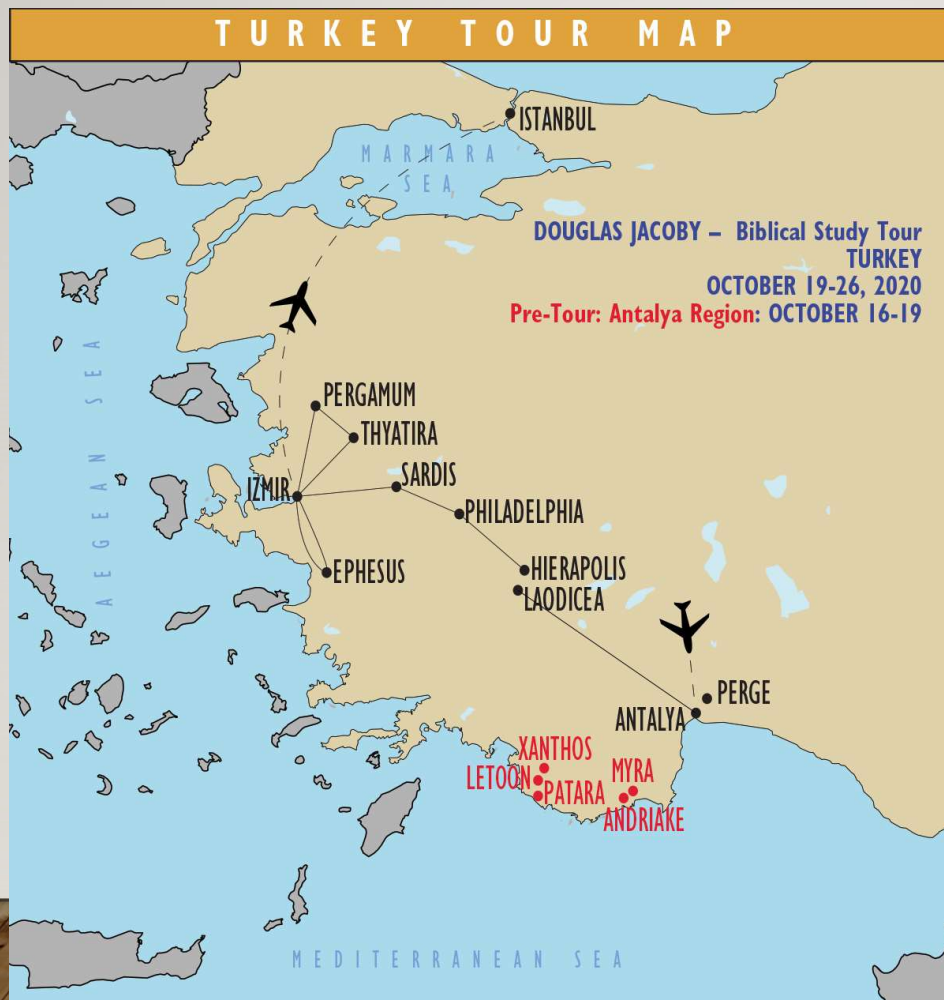 TURKEY TOUR MAP
ISTANBUL
MARMARA
SEA
DOUGLAS JACOBY – Biblical Study Tour
TURKEY
OCTOBER 19-26, 2020
Pre-Tour: Antalya Region: OCTOBER 16-19
AEGEAN SEA
PERGAMUM
THYATIRA
SARDIS
IZMIR
PHILADELPHIA
EPHESUS
HIERAPOLIS
LAODICEA
PERGE
ANTALYA
XANTHOS
LETOON
MYRA
PATARA
ANDRIAKE
MEDITERRANEAN SEA